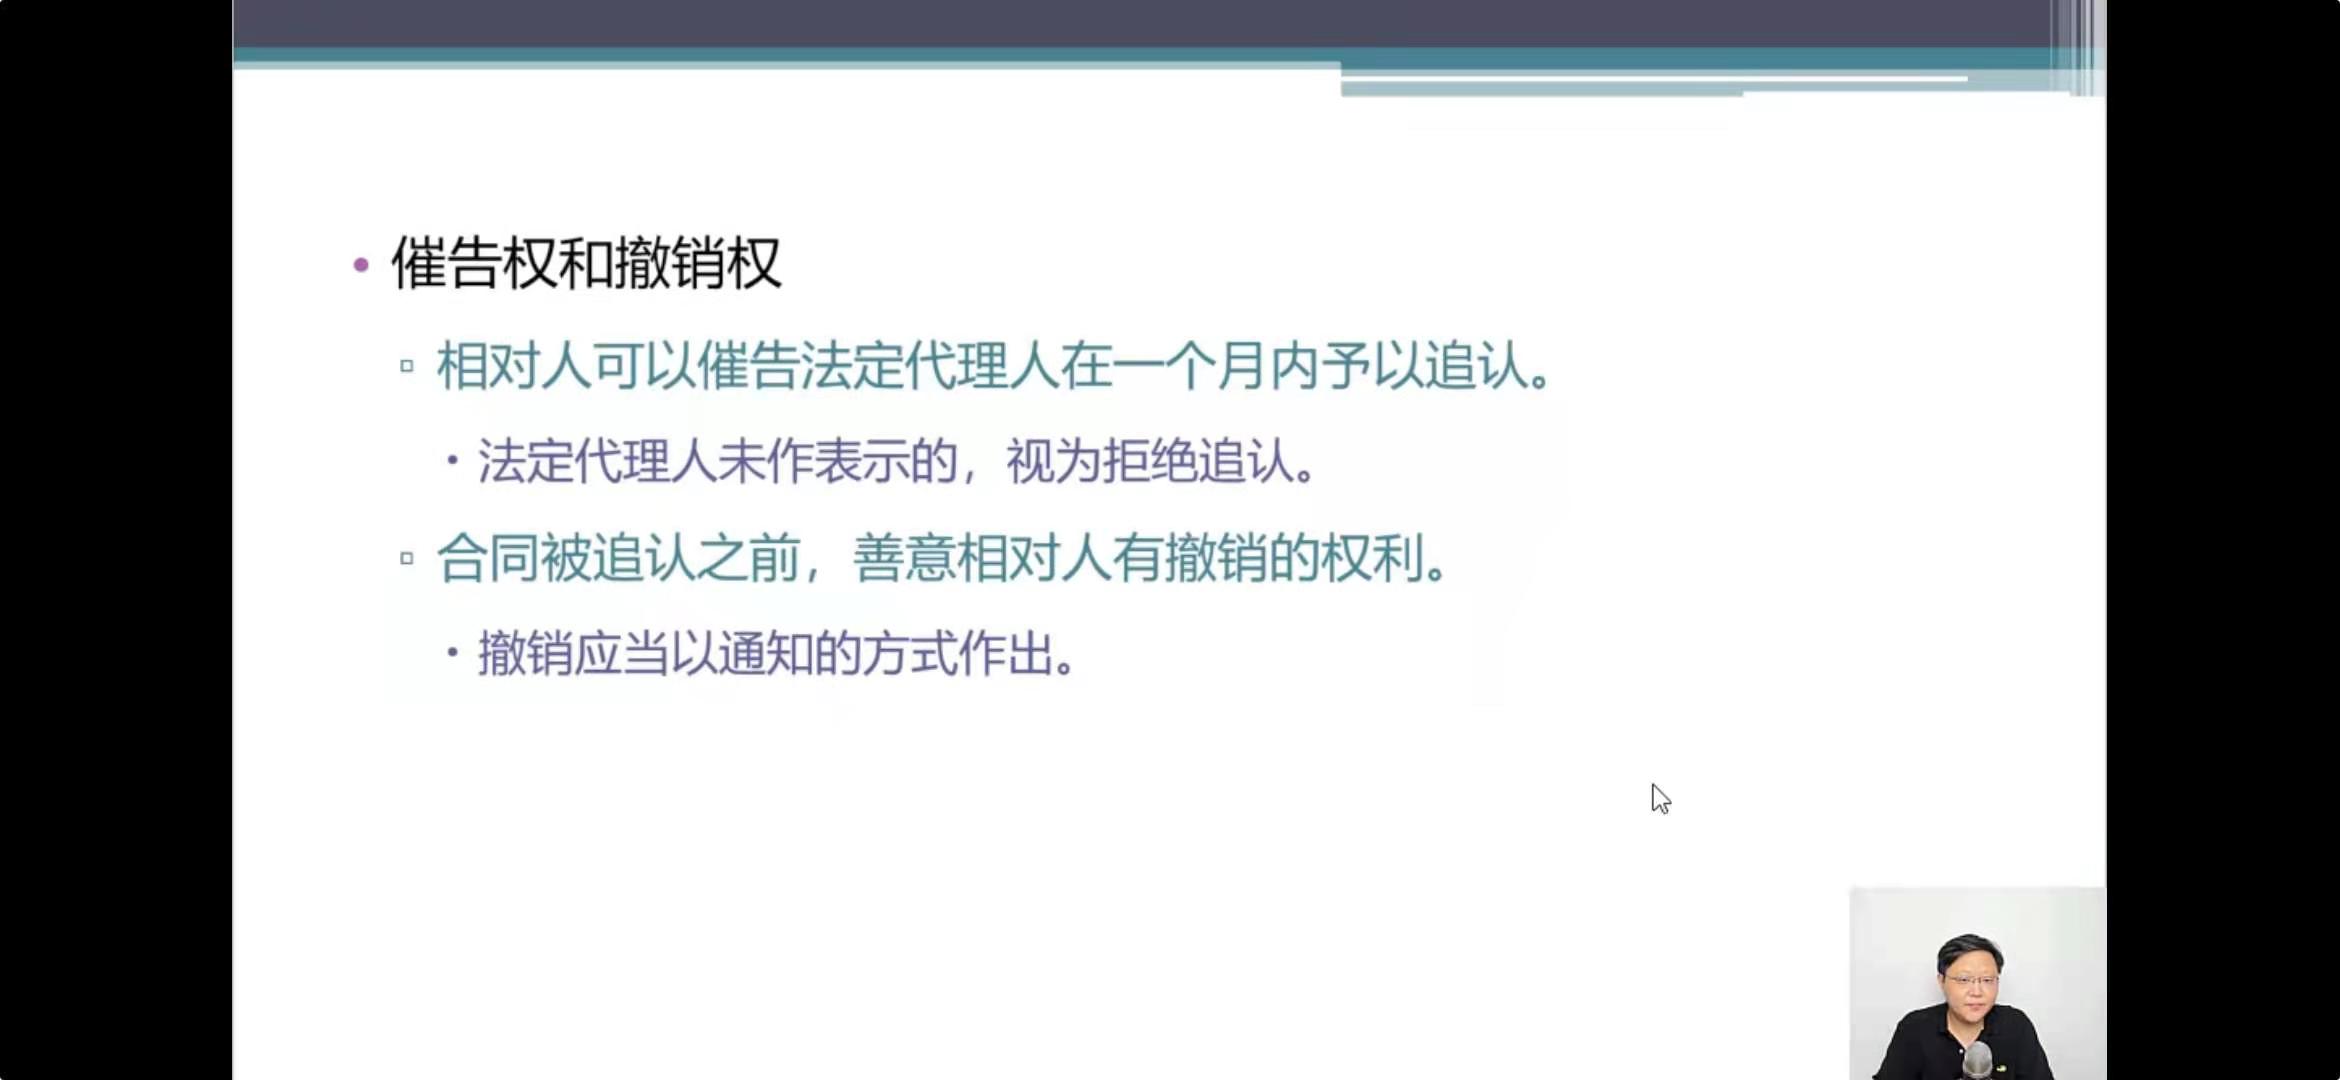 催告权和撤销权
相对人可以催告法定代理人在一个月内予以追认。
法定代理人未作表示的，视为拒绝追认。
合同被追认之前，善意相对人有撤销的权利。
撤销应当以通知的方式作出。